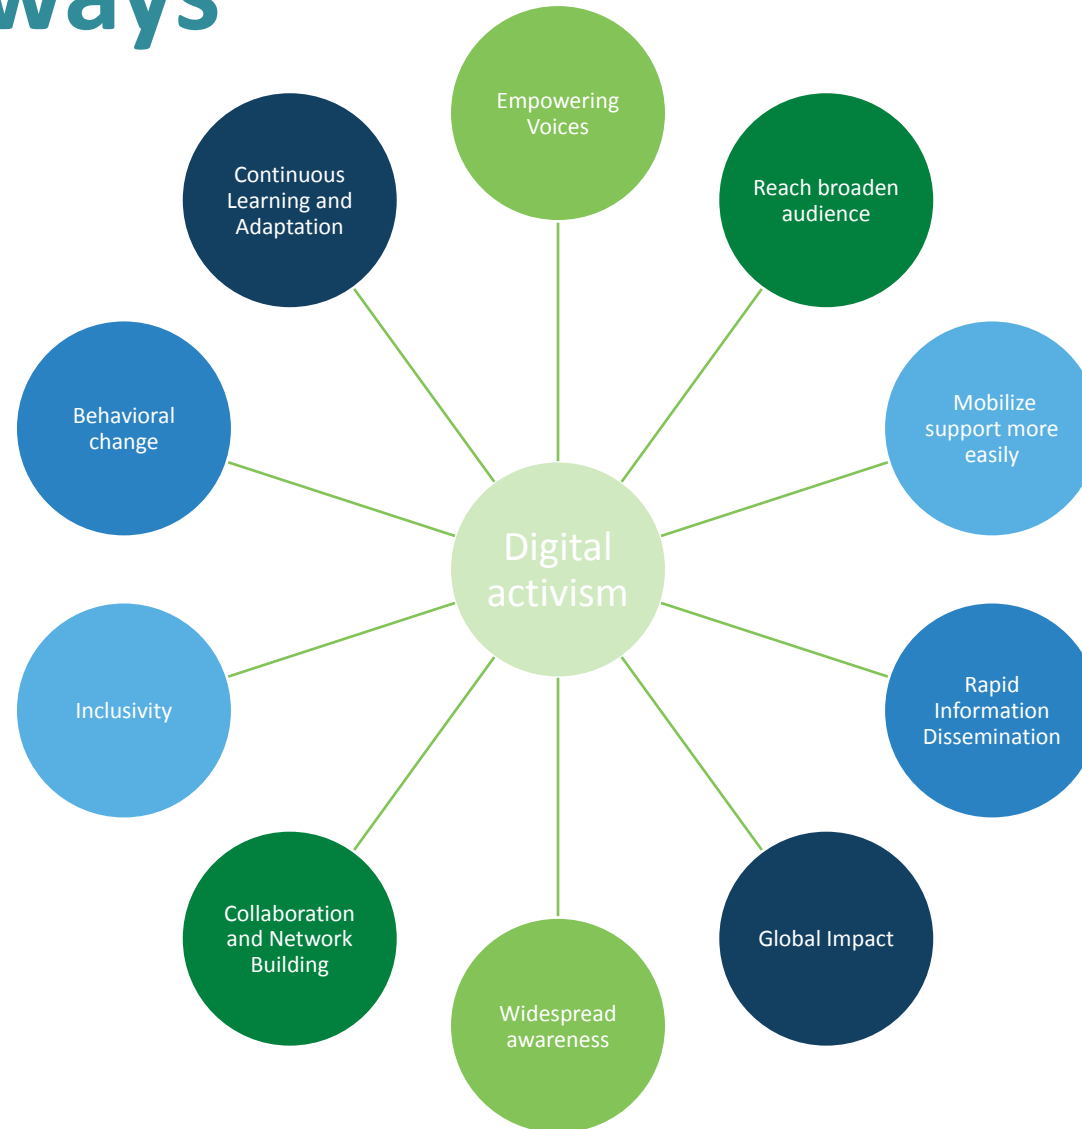 ways
Empowering
Voices
Reach broaden
audience
Mobilize
support more
easily
Rapid
Information
Dissemination
Global Impact
Widespread
awareness
Collaboration
and Network
Building
Inclusivity
Behavioral
change
Continuous
Learning and
Adaptation
Digital
activism